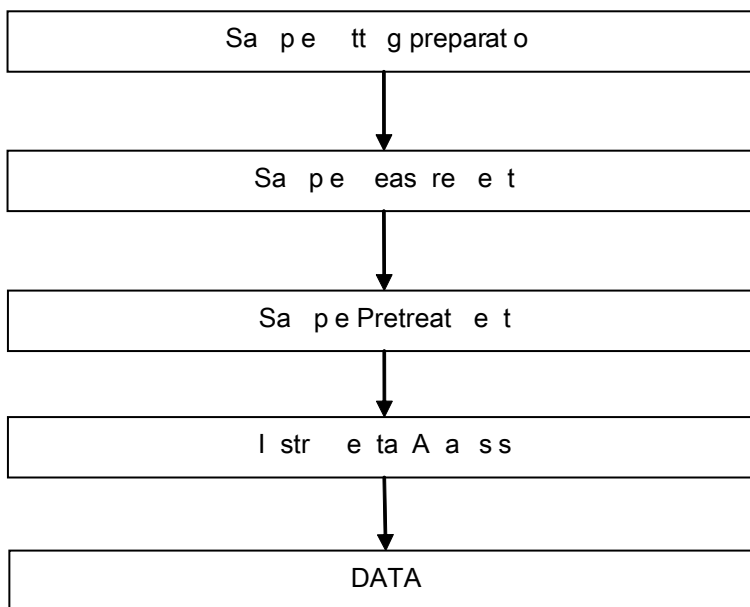 Sa p e tt g preparat o
Sa p e eas re e t
Sa p e Pretreat e t
I str e ta A a s s
DATA